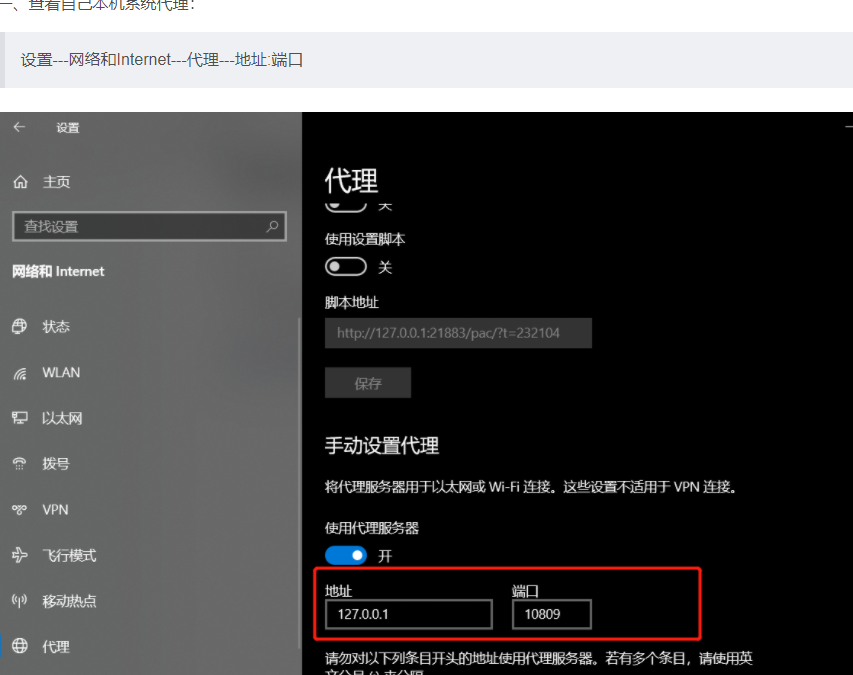 一、查看自己本机系统代理：
设置---网络和Internet---代理---地址:端口
设置
主页
查找设置
网络和 Internet
状态
WLAN
以太网
拨号
VPN
飞行模式
移动热点
代理
代理
关
使用设置脚本
关
脚本地址
http://127.0.0.1:21883/pac/?t=232104
保存
手动设置代理
将代理服务器用于以太网或 Wi-Fi 连接。这些设置不适用于 VPN 连接。
使用代理服务器
开
地址
端口
127.0.0.1
10809
请勿对以下列条目开头的地址使用代理服务器。若有多个条目，请使用英
文分号 (;) 来分隔。